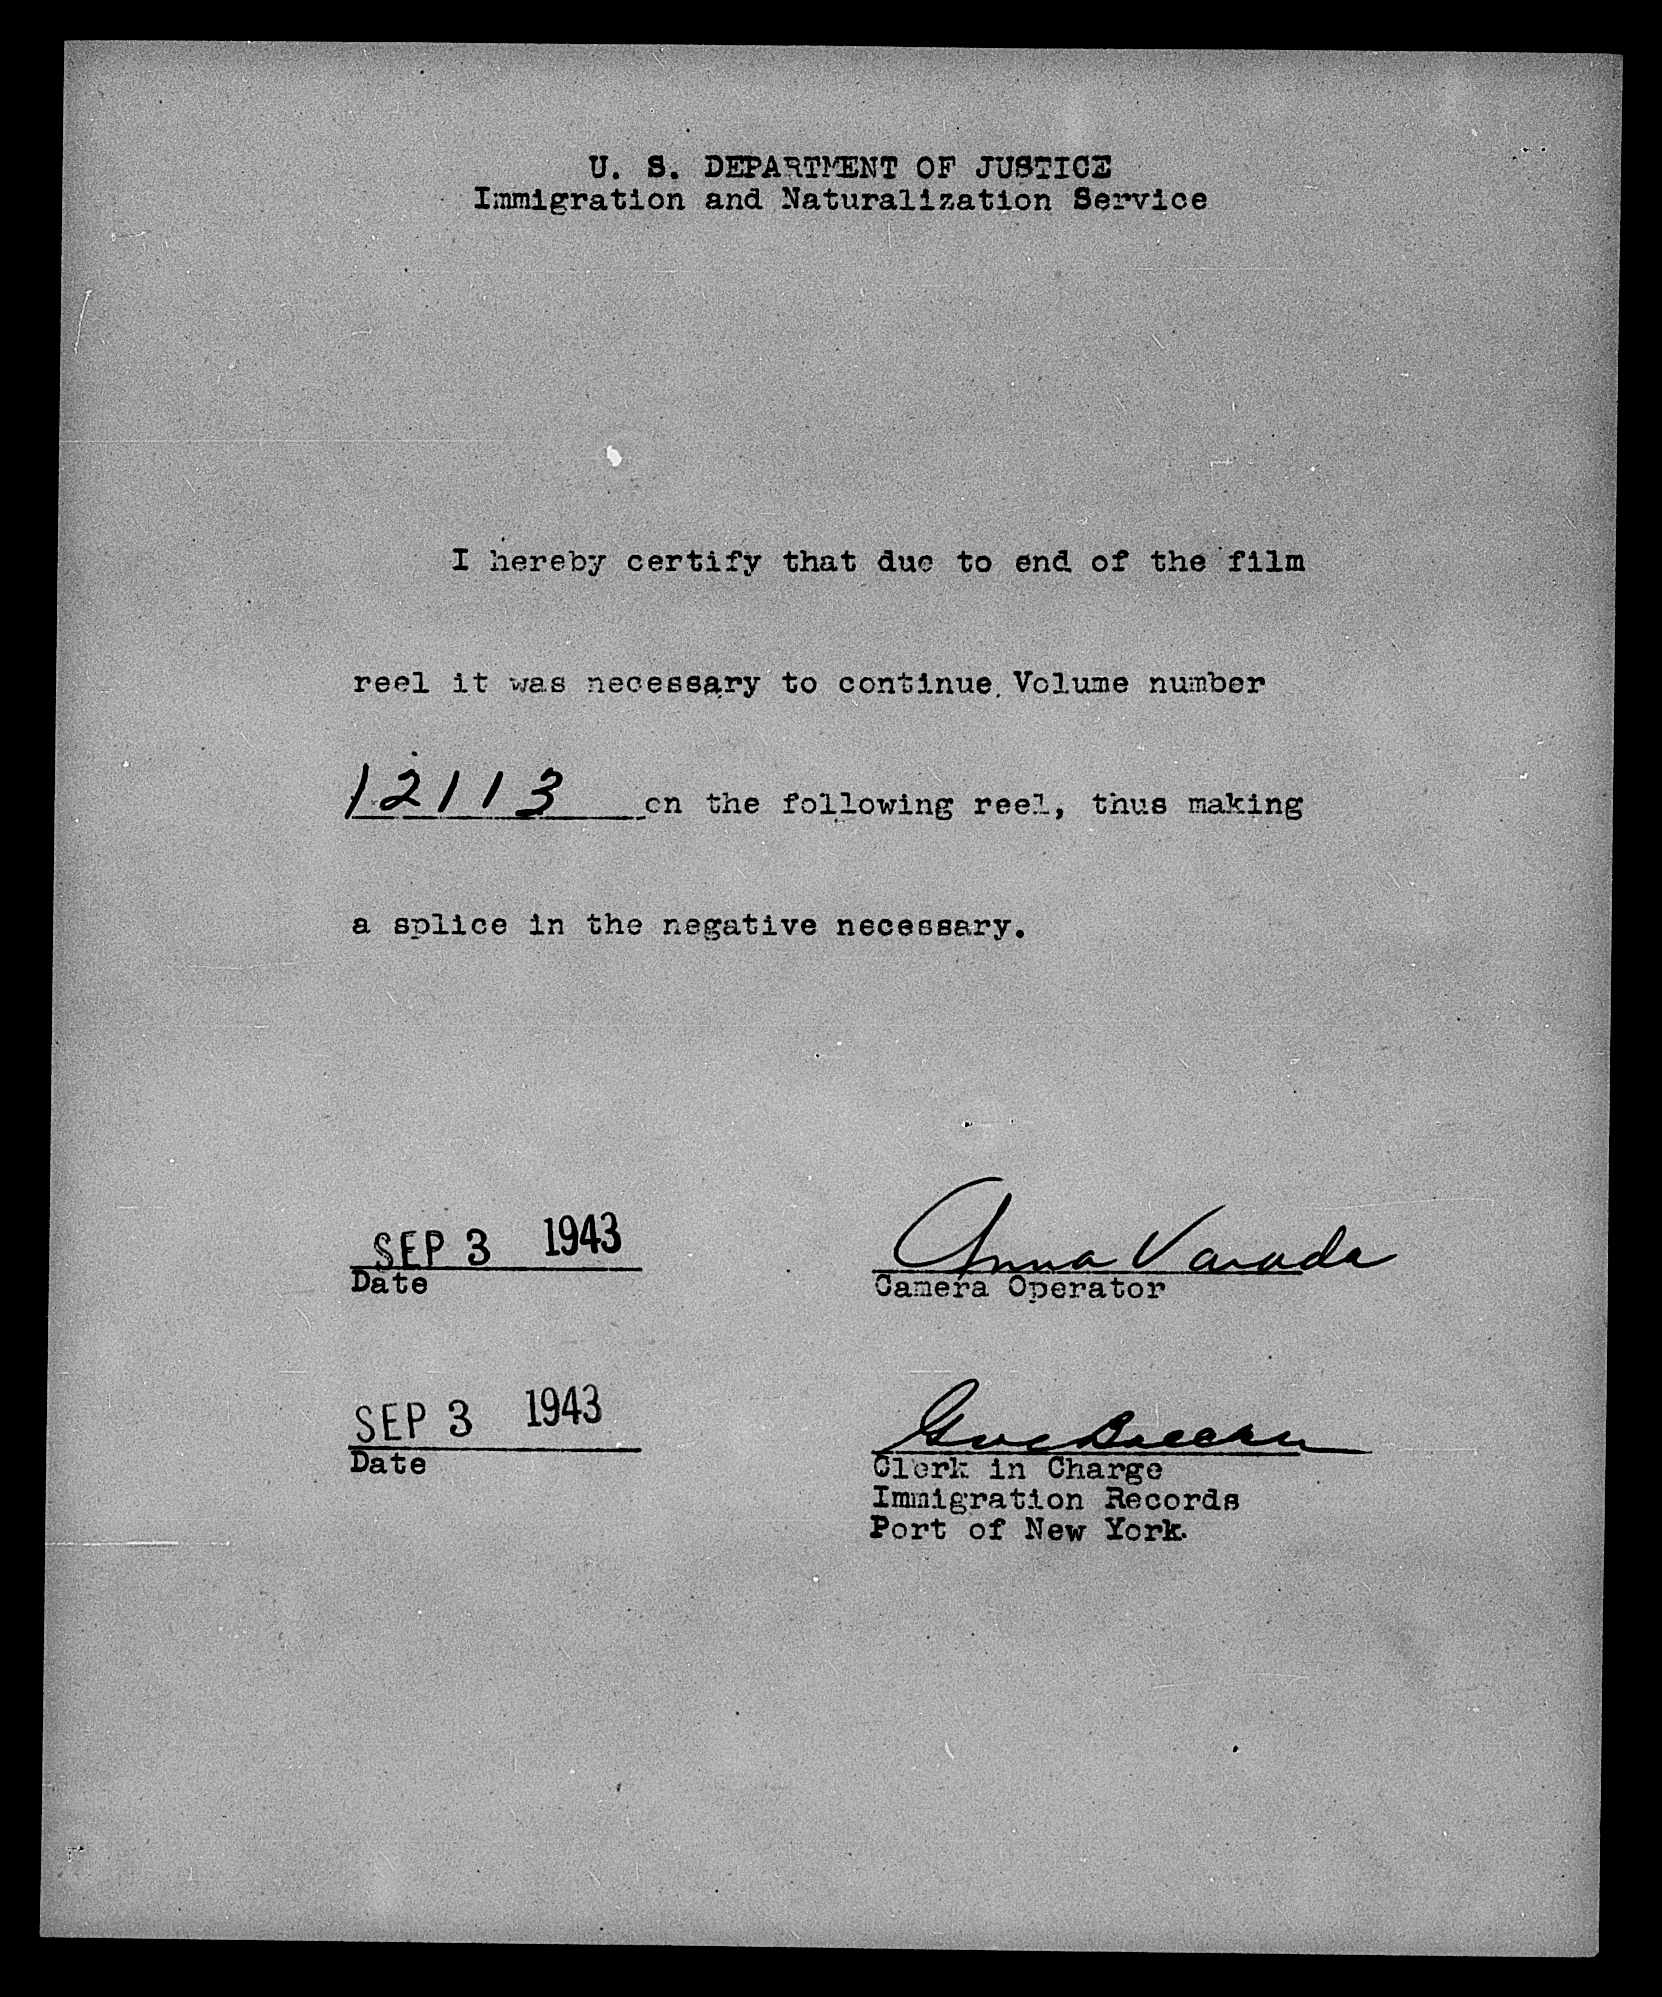 U. S. DEPARTMENT OF JUSTICE
Immigration and Naturalization Service
I hereby certify that due to end of the film
reel it was necessary to continue Volume number
12113 on the following reel, thus making
a splice in the negative necessary.
SEP 3 1943
Date
Anna Varada
Camera Operator
SEP 3 1943
Date
Clerk in Charge
Immigration Records
Port of New York.